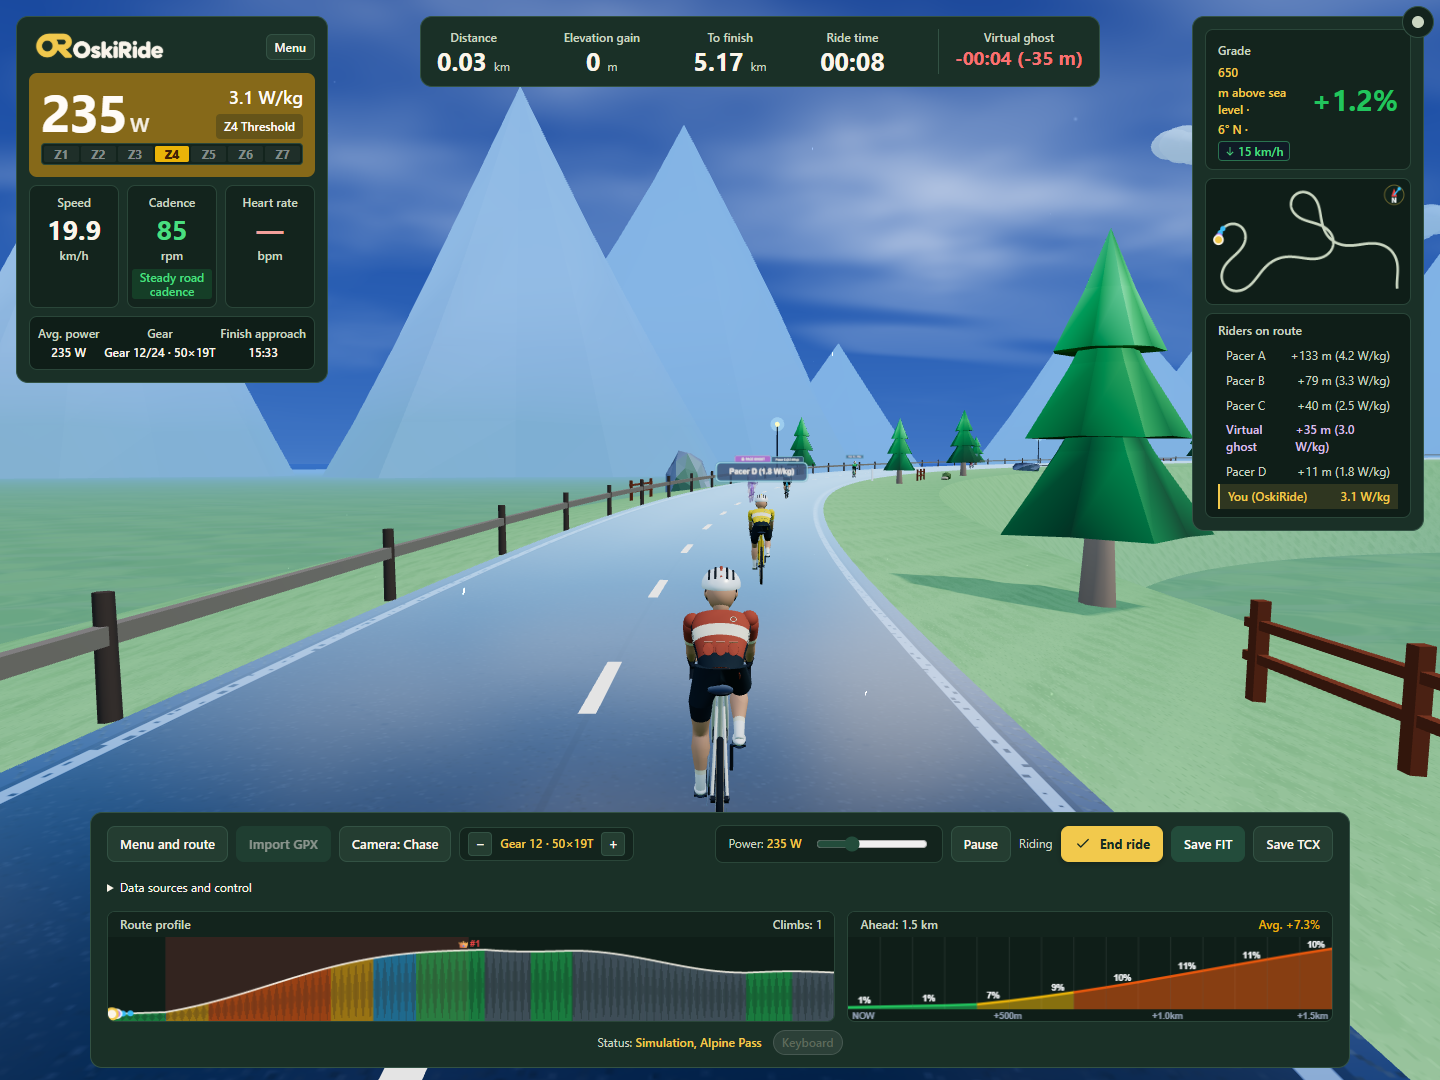 OskiRide
Menu
235 W
3.1 W/kg
Z4 Threshold
Z1 Z2 Z3 Z4 Z5 Z6 Z7
Speed
19.9
km/h
Cadence
85
rpm
Steady road
cadence
Heart rate
—
bpm
Avg. power
235 W
Gear
Gear 12/24 · 50×19T
Finish approach
15:33
Distance
0.03 km
Elevation gain
0 m
To finish
5.17 km
Ride time
00:08
Virtual ghost
-00:04 (-35 m)
Grade
650
m above sea
level ·
6° N ·
↓ 15 km/h
+1.2%
N
Riders on route
Pacer A +133 m (4.2 W/kg)
Pacer B +79 m (3.3 W/kg)
Pacer C +40 m (2.5 W/kg)
Virtual ghost +35 m (3.0 W/kg)
Pacer D +11 m (1.8 W/kg)
You (OskiRide) 3.1 W/kg
Pacer D (1.8 W/kg)
Menu and route
Import GPX
Camera: Chase
− Gear 12 · 50×19T +
Power: 235 W
Pause
Riding
✓ End ride
Save FIT
Save TCX
▶ Data sources and control
Route profile
Climbs: 1
#1
Ahead: 1.5 km
Avg. +7.3%
1% 1% 7% 9% 10% 11% 11% 10%
NOW +500m +1.0km +1.5km
Status: Simulation, Alpine Pass
Keyboard